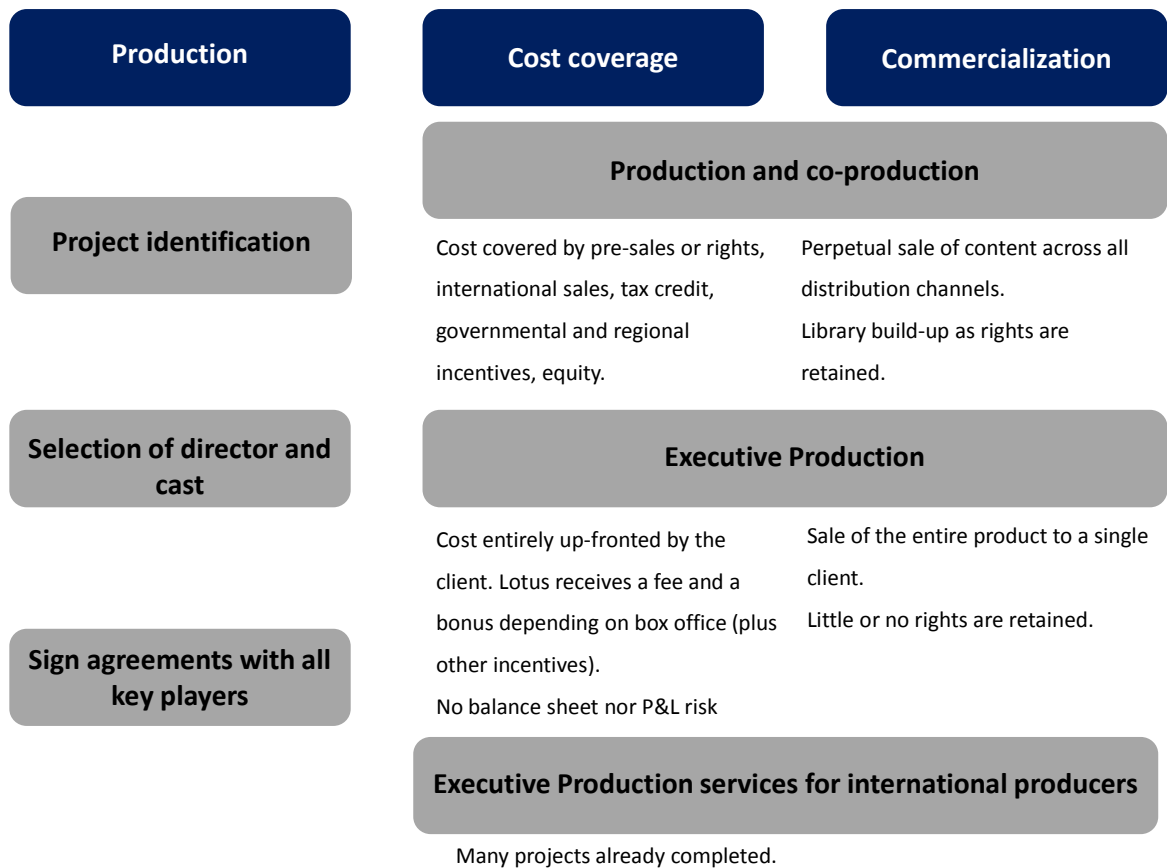 Production
Cost coverage
Commercialization
Production and co-production
Project identification
Cost covered by pre-sales or rights,
international sales, tax credit,
governmental and regional
incentives, equity.
Perpetual sale of content across all
distribution channels.
Library build-up as rights are
retained.
Selection of director and
cast
Executive Production
Cost entirely up-fronted by the
client. Lotus receives a fee and a
bonus depending on box office (plus
other incentives).
No balance sheet nor P&L risk
Sale of the entire product to a single
client.
Little or no rights are retained.
Sign agreements with all
key players
Executive Production services for international producers
Many projects already completed.